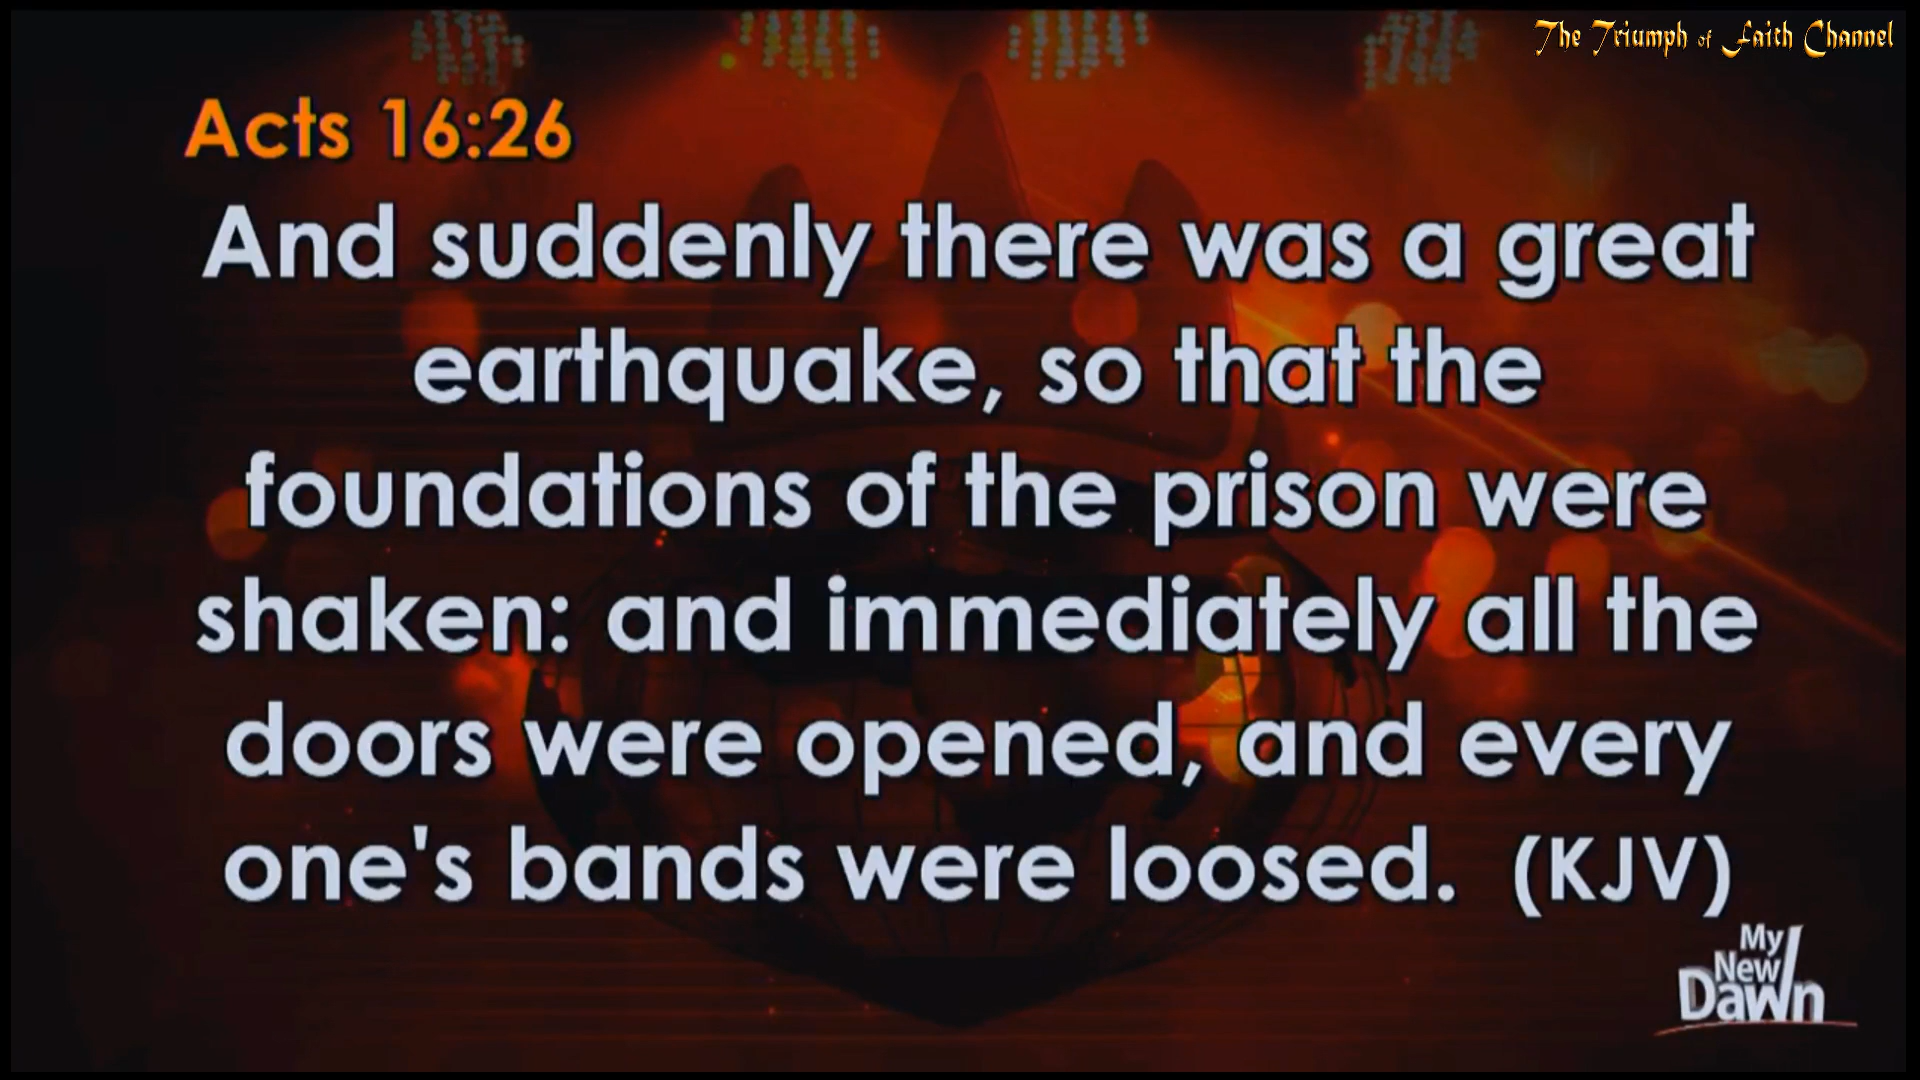 The Triumph of Faith Channel
Acts 16:26
And suddenly there was a great
earthquake, so that the
foundations of the prison were
shaken: and immediately all the
doors were opened, and every
one's bands were loosed. (KJV)
My
New
Dawn